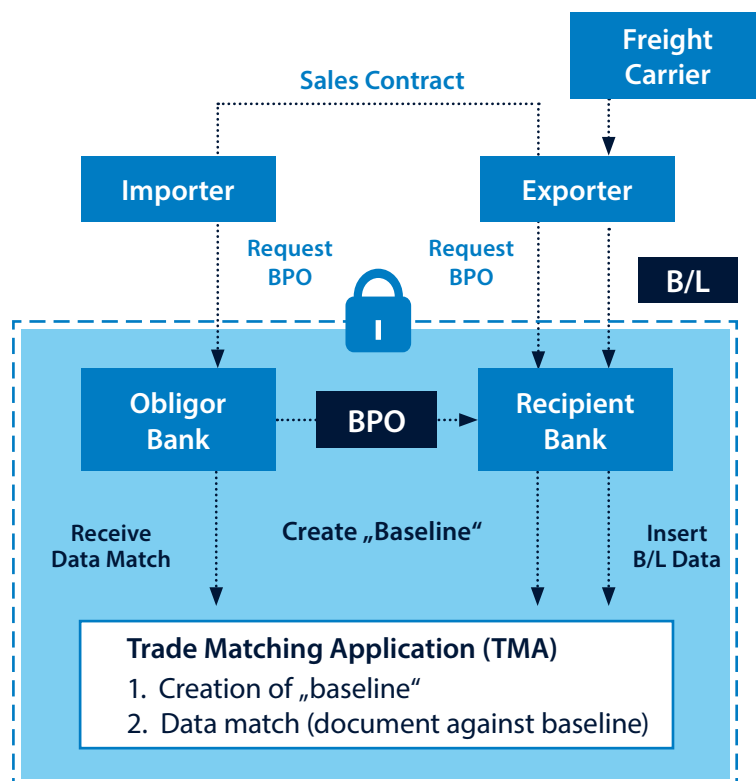 Freight
Carrier
Sales Contract
Importer
Exporter
Request
BPO
Request
BPO
B/L
Obligor
Bank
BPO
Recipient
Bank
Receive
Data Match
Create „Baseline“
Insert
B/L Data
Trade Matching Application (TMA)
1. Creation of „baseline“
2. Data match (document against baseline)